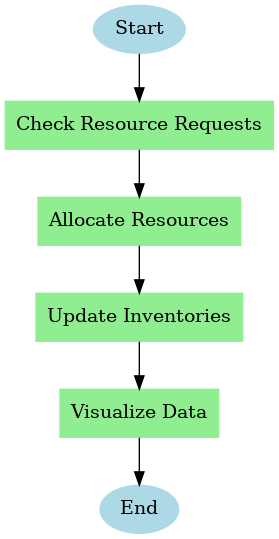 Start
Check Resource Requests
Allocate Resources
Update Inventories
Visualize Data
End